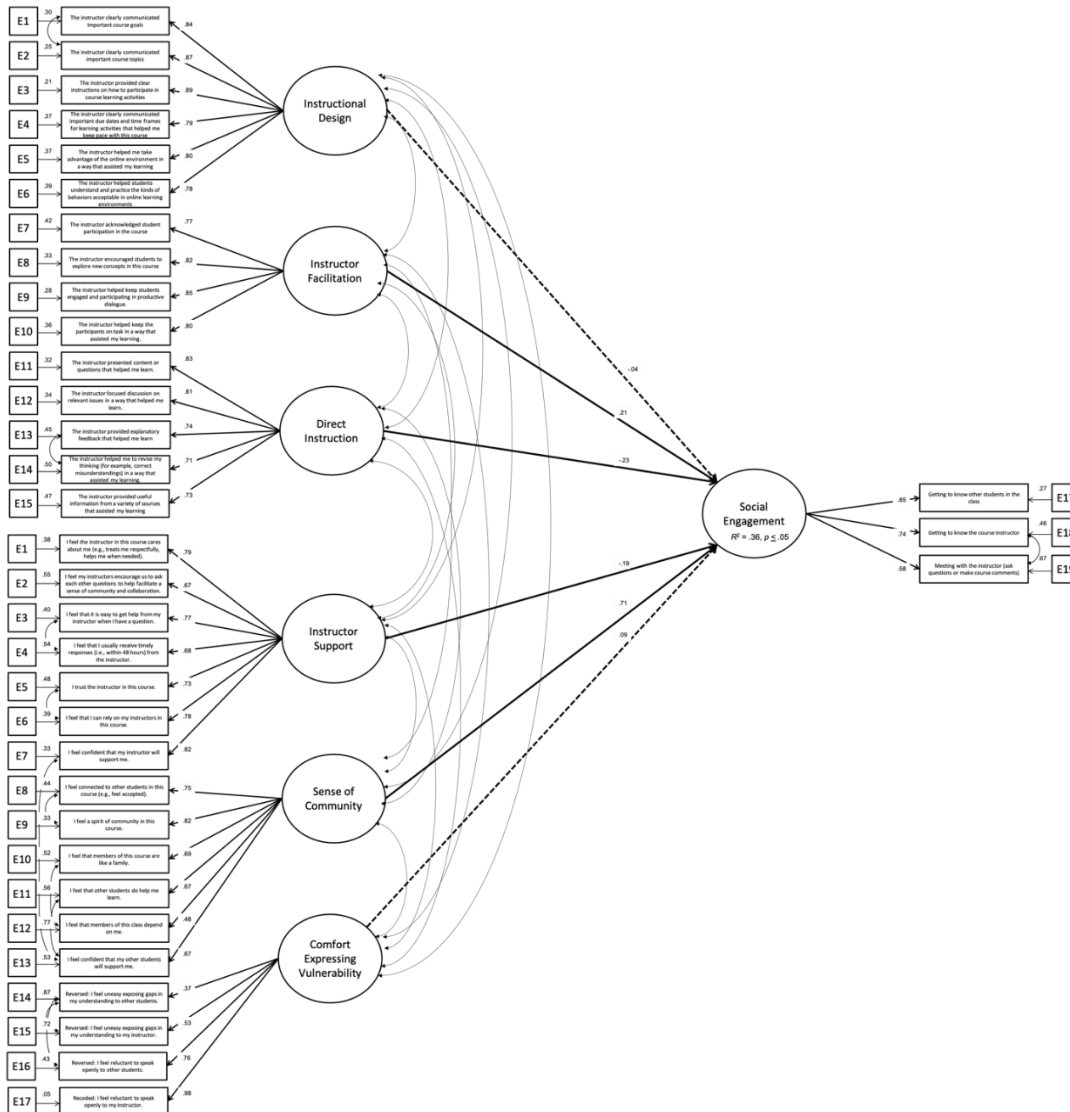 E1
.30
The instructor clearly communicated
important course goals
.84
E2
.25
The instructor clearly communicated
important course topics
.87
E3
.21
The instructor provided clear
instructions on how to participate in
course learning activities
.89
E4
.37
The instructor clearly communicated
important due dates and time frames
for learning activities that helped me
keep pace with this course
.79
E5
.37
The instructor helped me take
advantage of the online environment in
a way that assisted my learning
.80
E6
.39
The instructor helped students
understand and practice the kinds of
behaviors acceptable in online learning
environments
.78
Instructional
Design
E7
.42
The instructor acknowledged student
participation in the course
.77
E8
.33
The instructor encouraged students to
explore new concepts in this course
.82
E9
.28
The instructor helped keep students
engaged and participating in productive
dialogue.
.85
E10
.36
The instructor helped keep the
participants on task in a way that
assisted my learning.
.80
Instructor
Facilitation
E11
.32
The instructor presented content or
questions that helped me learn.
.83
E12
.34
The instructor focused discussion on
relevant issues in a way that helped me
learn.
.81
E13
.45
The instructor provided explanatory
feedback that helped me learn
.74
E14
.50
The instructor helped me to revise my
thinking (for example, correct
misunderstandings) in a way that
assisted my learning.
.71
E15
.47
The instructor provided useful
information from a variety of sources
that assisted my learning
.73
Direct
Instruction
E1
.38
I feel the instructor in this course cares
about me (e.g., treats me respectfully,
helps me when needed).
.79
E2
.55
I feel my instructors encourage us to ask
each other questions to help facilitate a
sense of community and collaboration.
.67
E3
.40
I feel that it is easy to get help from my
instructor when I have a question.
.77
E4
.54
I feel that I usually receive timely
responses (i.e., within 48 hours) from
the instructor.
.68
E5
.48
I trust the instructor in this course.
.73
E6
.39
I feel that I can rely on my instructors in
this course.
.78
E7
.33
I feel confident that my instructor will
support me.
.82
Instructor
Support
E8
.44
I feel connected to other students in this
course (e.g., feel accepted).
.75
E9
.33
I feel a spirit of community in this
course.
.82
E10
.52
I feel that members of this course are
like a family.
.69
E11
.56
I feel that other students do help me
learn.
.67
E12
.77
I feel that members of this class depend
on me.
.48
E13
.53
I feel confident that my other students
will support me.
.67
Sense of
Community
E14
.87
Reversed: I feel uneasy exposing gaps in
my understanding to other students.
.37
E15
.72
Reversed: I feel uneasy exposing gaps in
my understanding to my instructor.
.53
E16
.43
Reversed: I feel reluctant to speak
openly to other students.
.76
E17
.05
Recoded: I feel reluctant to speak
openly to my instructor.
.98
Comfort
Expressing
Vulnerability
-.04
.21
-.23
-.19
.71
.09
Social
Engagement
R² = .36, p ≤ .05
.85
Getting to know other students in the
class
.27
E17
.74
Getting to know the course instructor
.46
E18
.58
Meeting with the instructor (ask
questions or make course comments)
.67
E19